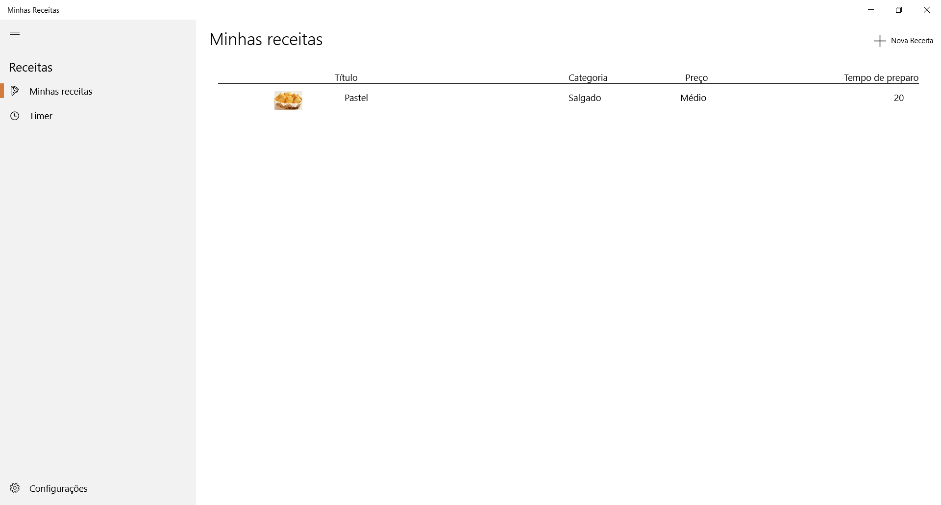 Minhas Receitas
Minhas receitas
Nova Receita
Receitas
Minhas receitas
Timer
Título Categoria Preço Tempo de preparo
Pastel Salgado Médio 20
Configurações